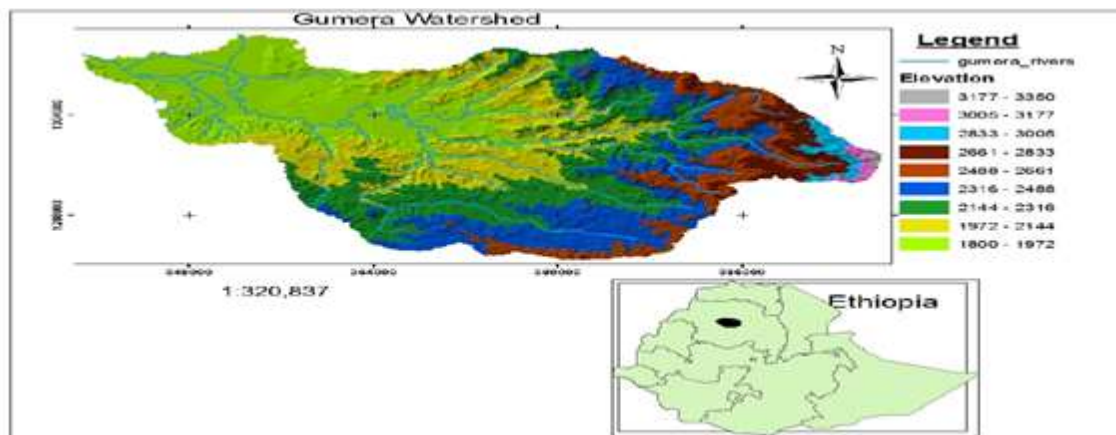 Gumera Watershed
N
Legend
gumera_rivers
Elevation
3177 - 3350
3005 - 3177
2833 - 3005
2661 - 2833
2488 - 2661
2316 - 2488
2144 - 2316
1972 - 2144
1800 - 1972
1:320,837
Ethiopia